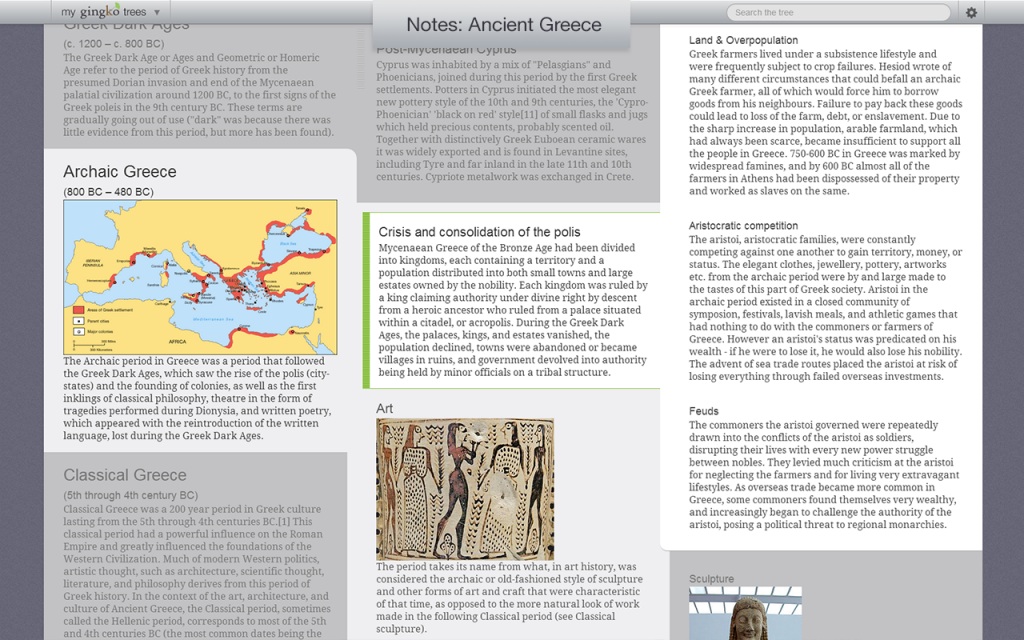 my gingko trees ▼
Notes: Ancient Greece
Search the tree
Greek Dark Ages
(c. 1200 – c. 800 BC)
The Greek Dark Age or Ages and Geometric or Homeric
Age refer to the period of Greek history from the
presumed Dorian invasion and end of the Mycenaean
palatial civilization around 1200 BC, to the first signs of the
Greek poleis in the 9th century BC. These terms are
gradually going out of use ("dark" was because there was
little evidence from this period, but more has been found).
Archaic Greece
(800 BC – 480 BC)
IBERIAN
PENINSULA
ASIA MINOR
Black Sea
Mediterranean Sea
AFRICA
Areas of Greek settlement
Parent cities
Major colonies
The Archaic period in Greece was a period that followed
the Greek Dark Ages, which saw the rise of the polis (city-
states) and the founding of colonies, as well as the first
inklings of classical philosophy, theatre in the form of
tragedies performed during Dionysia, and written poetry,
which appeared with the reintroduction of the written
language, lost during the Greek Dark Ages.
Classical Greece
(5th through 4th century BC)
Classical Greece was a 200 year period in Greek culture
lasting from the 5th through 4th centuries BC.[1] This
classical period had a powerful influence on the Roman
Empire and greatly influenced the foundations of the
Western Civilization. Much of modern Western politics,
artistic thought, such as architecture, scientific thought,
literature, and philosophy derives from this period of
Greek history. In the context of the art, architecture, and
culture of Ancient Greece, the Classical period, sometimes
called the Hellenic period, corresponds to most of the 5th
and 4th centuries BC (the most common dates being the
Post-Mycenaean Cyprus
Cyprus was inhabited by a mix of "Pelasgians" and
Phoenicians, joined during this period by the first Greek
settlements. Potters in Cyprus initiated the most elegant
new pottery style of the 10th and 9th centuries, the 'Cypro-
Phoenician' 'black on red' style[11] of small flasks and jugs
which held precious contents, probably scented oil.
Together with distinctively Greek Euboean ceramic wares
it was widely exported and is found in Levantine sites,
including Tyre and far inland in the late 11th and 10th
centuries. Cypriote metalwork was exchanged in Crete.
Crisis and consolidation of the polis
Mycenaean Greece of the Bronze Age had been divided
into kingdoms, each containing a territory and a
population distributed into both small towns and large
estates owned by the nobility. Each kingdom was ruled by
a king claiming authority under divine right by descent
from a heroic ancestor who ruled from a palace situated
within a citadel, or acropolis. During the Greek Dark
Ages, the palaces, kings, and estates vanished, the
population declined, towns were abandoned or became
villages in ruins, and government devolved into authority
being held by minor officials on a tribal structure.
Art
The period takes its name from what, in art history, was
considered the archaic or old-fashioned style of sculpture
and other forms of art and craft that were characteristic
of that time, as opposed to the more natural look of work
made in the following Classical period (see Classical
sculpture).
Land & Overpopulation
Greek farmers lived under a subsistence lifestyle and
were frequently subject to crop failures. Hesiod wrote of
many different circumstances that could befall an archaic
Greek farmer, all of which would force him to borrow
goods from his neighbours. Failure to pay back these goods
could lead to loss of the farm, debt, or enslavement. Due to
the sharp increase in population, arable farmland, which
had always been scarce, became insufficient to support all
the people in Greece. 750-600 BC in Greece was marked by
widespread famines, and by 600 BC almost all of the
farmers in Athens had been dispossessed of their property
and worked as slaves on the same.
Aristocratic competition
The aristoi, aristocratic families, were constantly
competing against one another to gain territory, money, or
status. The elegant clothes, jewellery, pottery, artworks
etc. from the archaic period were by and large made to
the tastes of this part of Greek society. Aristoi in the
archaic period existed in a closed community of
symposion, festivals, lavish meals, and athletic games that
had nothing to do with the commoners or farmers of
Greece. However an aristoi's status was predicated on his
wealth - if he were to lose it, he would also lose his nobility.
The advent of sea trade routes placed the aristoi at risk of
losing everything through failed overseas investments.
Feuds
The commoners the aristoi governed were repeatedly
drawn into the conflicts of the aristoi as soldiers,
disrupting their lives with every new power struggle
between nobles. They levied much criticism at the aristoi
for neglecting the farmers and for living very extravagant
lifestyles. As overseas trade became more common in
Greece, some commoners found themselves very wealthy,
and increasingly began to challenge the authority of the
aristoi, posing a political threat to regional monarchies.
Sculpture